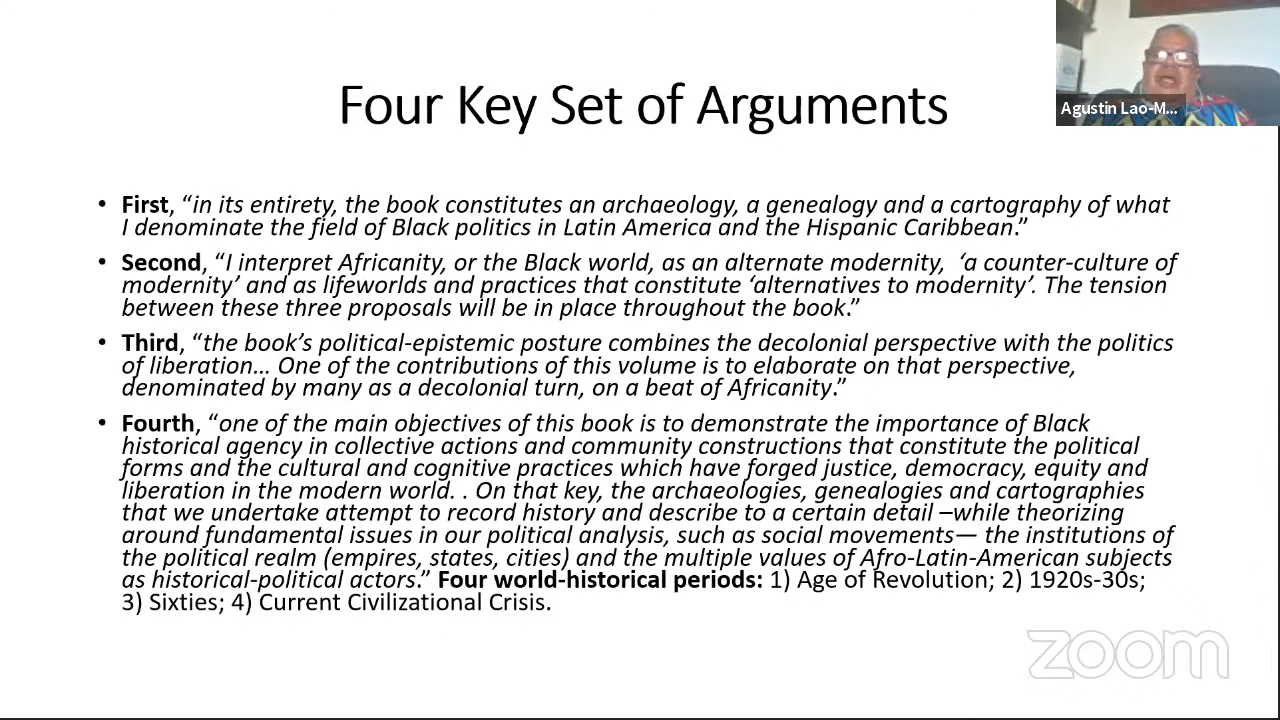 Four Key Set of Arguments
Agustin Lao-M...
• First, “in its entirety, the book constitutes an archaeology, a genealogy and a cartography of what
I denominate the field of Black politics in Latin America and the Hispanic Caribbean.”
• Second, “I interpret Africanity, or the Black world, as an alternate modernity, ‘a counter-culture of
modernity’ and as lifeworlds and practices that constitute ‘alternatives to modernity’. The tension
between these three proposals will be in place throughout the book.”
• Third, “the book’s political-epistemic posture combines the decolonial perspective with the politics
of liberation… One of the contributions of this volume is to elaborate on that perspective,
denominated by many as a decolonial turn, on a beat of Africanity.”
• Fourth, “one of the main objectives of this book is to demonstrate the importance of Black
historical agency in collective actions and community constructions that constitute the political
forms and the cultural and cognitive practices which have forged justice, democracy, equity and
liberation in the modern world. . On that key, the archaeologies, genealogies and cartographies
that we undertake attempt to record history and describe to a certain detail –while theorizing
around fundamental issues in our political analysis, such as social movements— the institutions of
the political realm (empires, states, cities) and the multiple values of Afro-Latin-American subjects
as historical-political actors.” Four world-historical periods: 1) Age of Revolution; 2) 1920s-30s;
3) Sixties; 4) Current Civilizational Crisis.
zoom